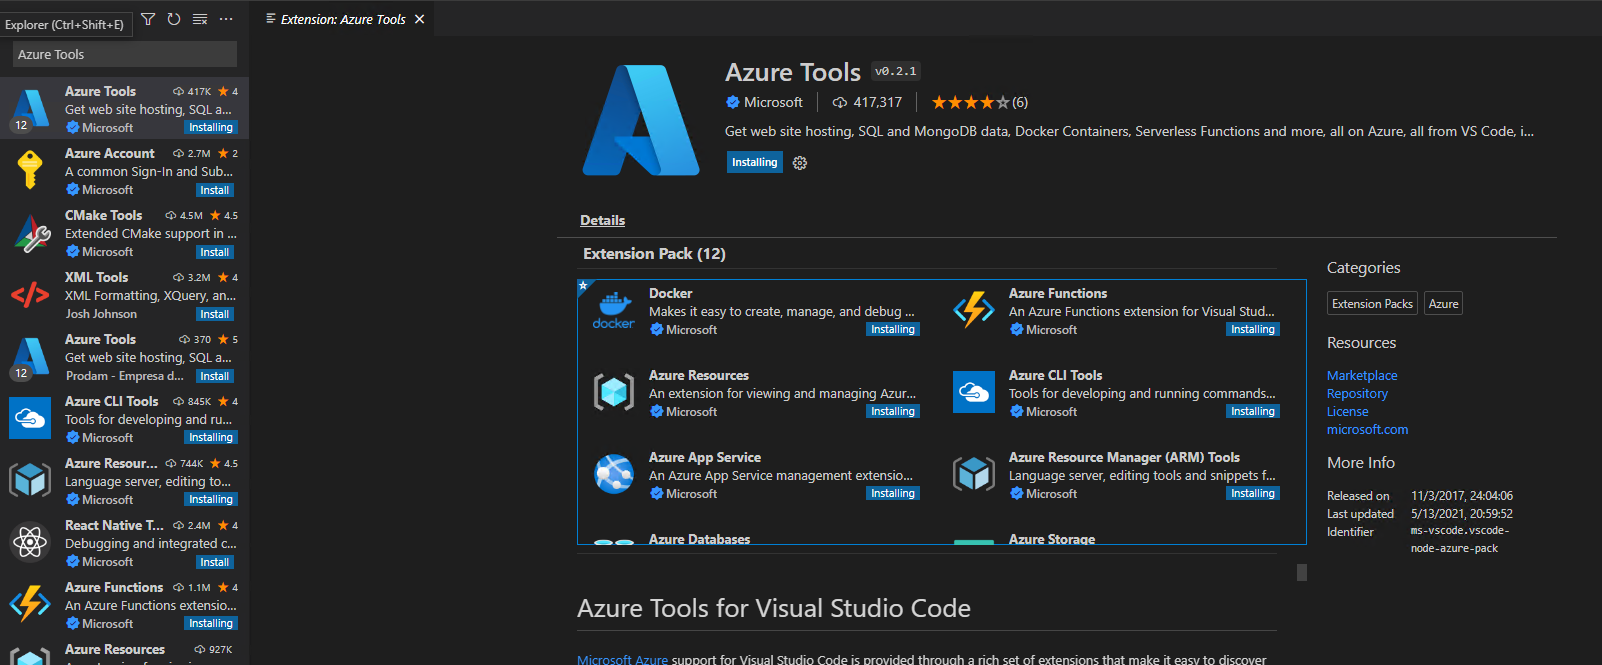 Explorer (Ctrl+Shift+E)
Extension: Azure Tools
Azure Tools
Azure Tools 417K 4
Get web site hosting, SQL a...
12
Microsoft Installing
Azure Account 2.7M 2
A common Sign-In and Sub...
Microsoft Install
CMake Tools 4.5M 4.5
Extended CMake support in ...
Microsoft Install
XML Tools 3.2M 4
XML Formatting, XQuery, an...
Josh Johnson Install
Azure Tools 370 5
Get web site hosting, SQL a...
12
Prodam - Empresa d... Install
Azure CLI Tools 845K 4
Tools for developing and ru...
Microsoft Installing
Azure Resour... 744K 4.5
Language server, editing to...
Microsoft Installing
React Native T... 2.4M 4
Debugging and integrated c...
Microsoft Install
Azure Functions 1.1M 4
An Azure Functions extensio...
Microsoft Installing
Azure Resources 927K
Azure Tools v0.2.1
Microsoft 417,317 (6)
Get web site hosting, SQL and MongoDB data, Docker Containers, Serverless Functions and more, all on Azure, all from VS Code, i...
Installing
Details
Extension Pack (12)
Docker
Makes it easy to create, manage, and debug ...
docker
Microsoft Installing
Azure Functions
An Azure Functions extension for Visual Stud...
Microsoft Installing
Azure Resources
An extension for viewing and managing Azur...
Microsoft Installing
Azure CLI Tools
Tools for developing and running commands...
Microsoft Installing
Azure App Service
An Azure App Service management extensio...
Microsoft Installing
Azure Resource Manager (ARM) Tools
Language server, editing tools and snippets f...
Microsoft Installing
Azure Databases
Azure Storage
Azure Tools for Visual Studio Code
Microsoft Azure support for Visual Studio Code is provided through a rich set of extensions that make it easy to discover
Categories
Extension Packs Azure
Resources
Marketplace
Repository
License
microsoft.com
More Info
Released on 11/3/2017, 24:04:06
Last updated 5/13/2021, 20:59:52
Identifier ms-vscode.vscode-
node-azure-pack